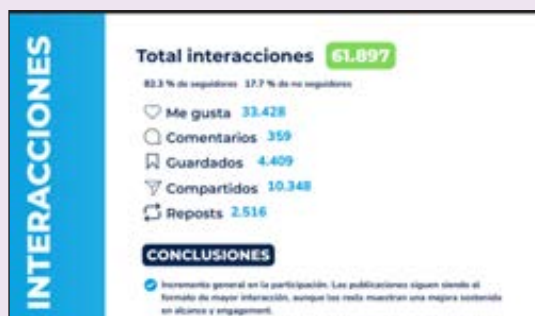 INTERACCIONES
Total interacciones 61.897
82.3 % de seguidores 17.7 % de no seguidores
Me gusta 33.428
Comentarios 359
Guardados 4.409
Compartidos 10.348
Reposts 2.516
CONCLUSIONES
Incremento general en la participación. Las publicaciones siguen siendo el
formato de mayor interacción, aunque los reels muestran una mejora sostenida
en alcance y engagement.